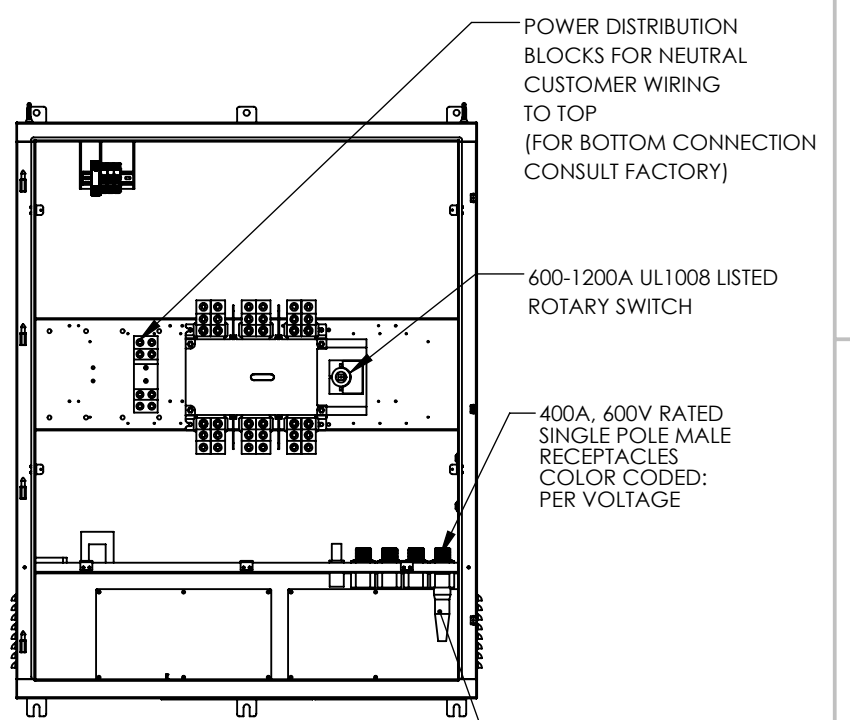 POWER DISTRIBUTION
BLOCKS FOR NEUTRAL
CUSTOMER WIRING
TO TOP
(FOR BOTTOM CONNECTION
CONSULT FACTORY)
600-1200A UL1008 LISTED
ROTARY SWITCH
400A, 600V RATED
SINGLE POLE MALE
RECEPTACLES
COLOR CODED:
PER VOLTAGE